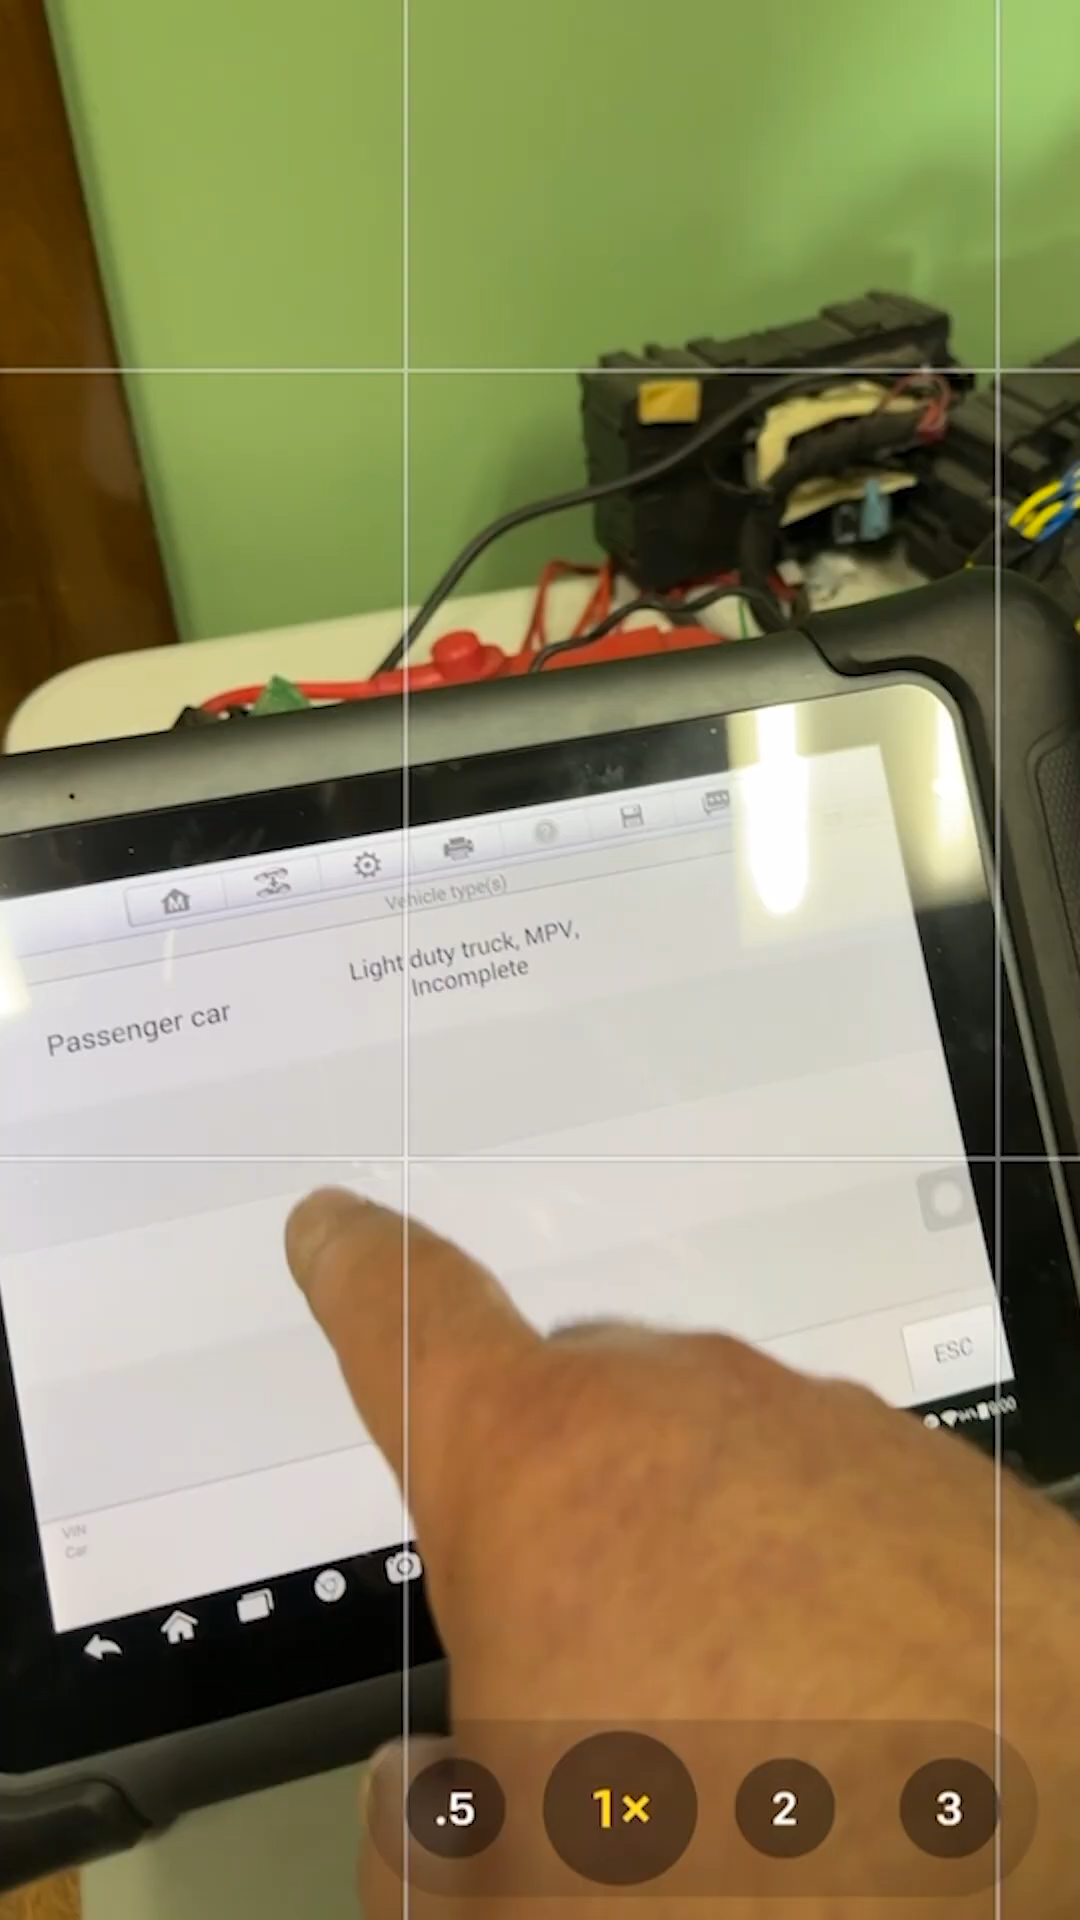 Vehicle type(s)
Light duty truck, MPV,
Incomplete
Passenger car
ESC
VIN
Car
.5
1×
2
3